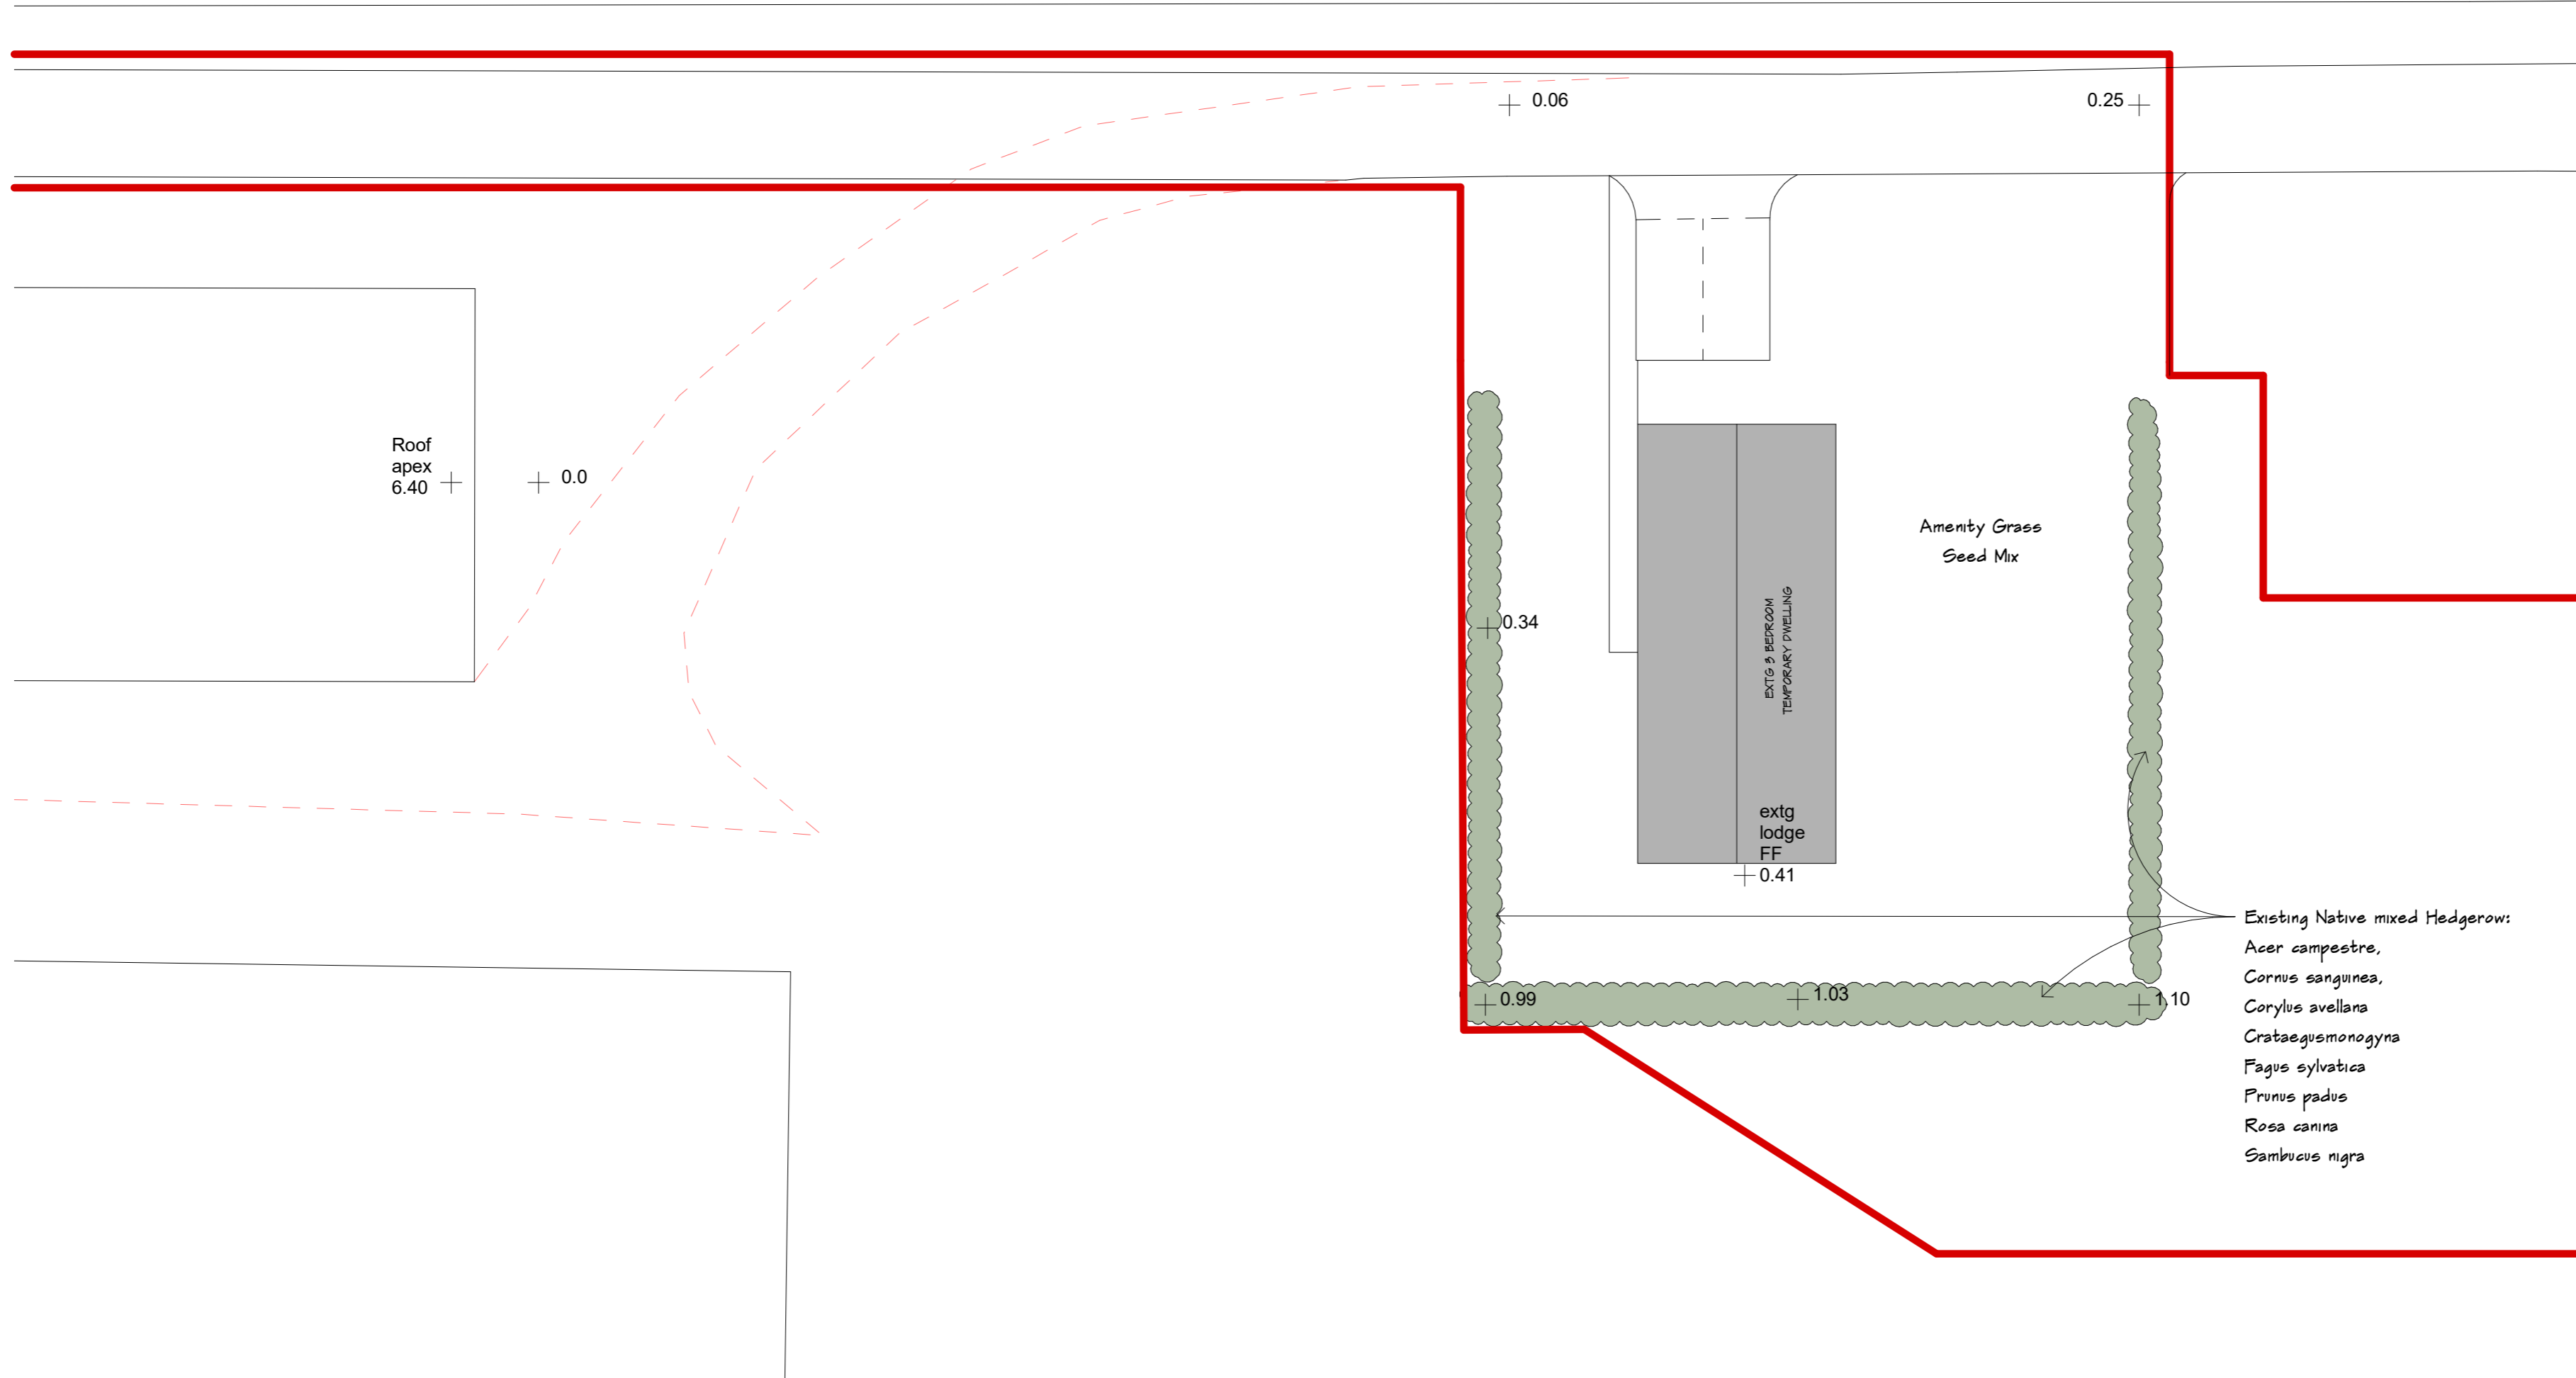 0.06
0.25
Roof
apex
6.40
0.0
Amenity Grass
Seed Mix
0.34
EXTG 3 BEDROOM
TEMPORARY DWELLING
extg
lodge
FF
0.41
Existing Native mixed Hedgerow:
Acer campestre,
Cornus sanguinea,
Corylus avellana
Crataegusmonogyna
Fagus sylvatica
Prunus padus
Rosa canina
Sambucus nigra
0.99
1.03
1.10